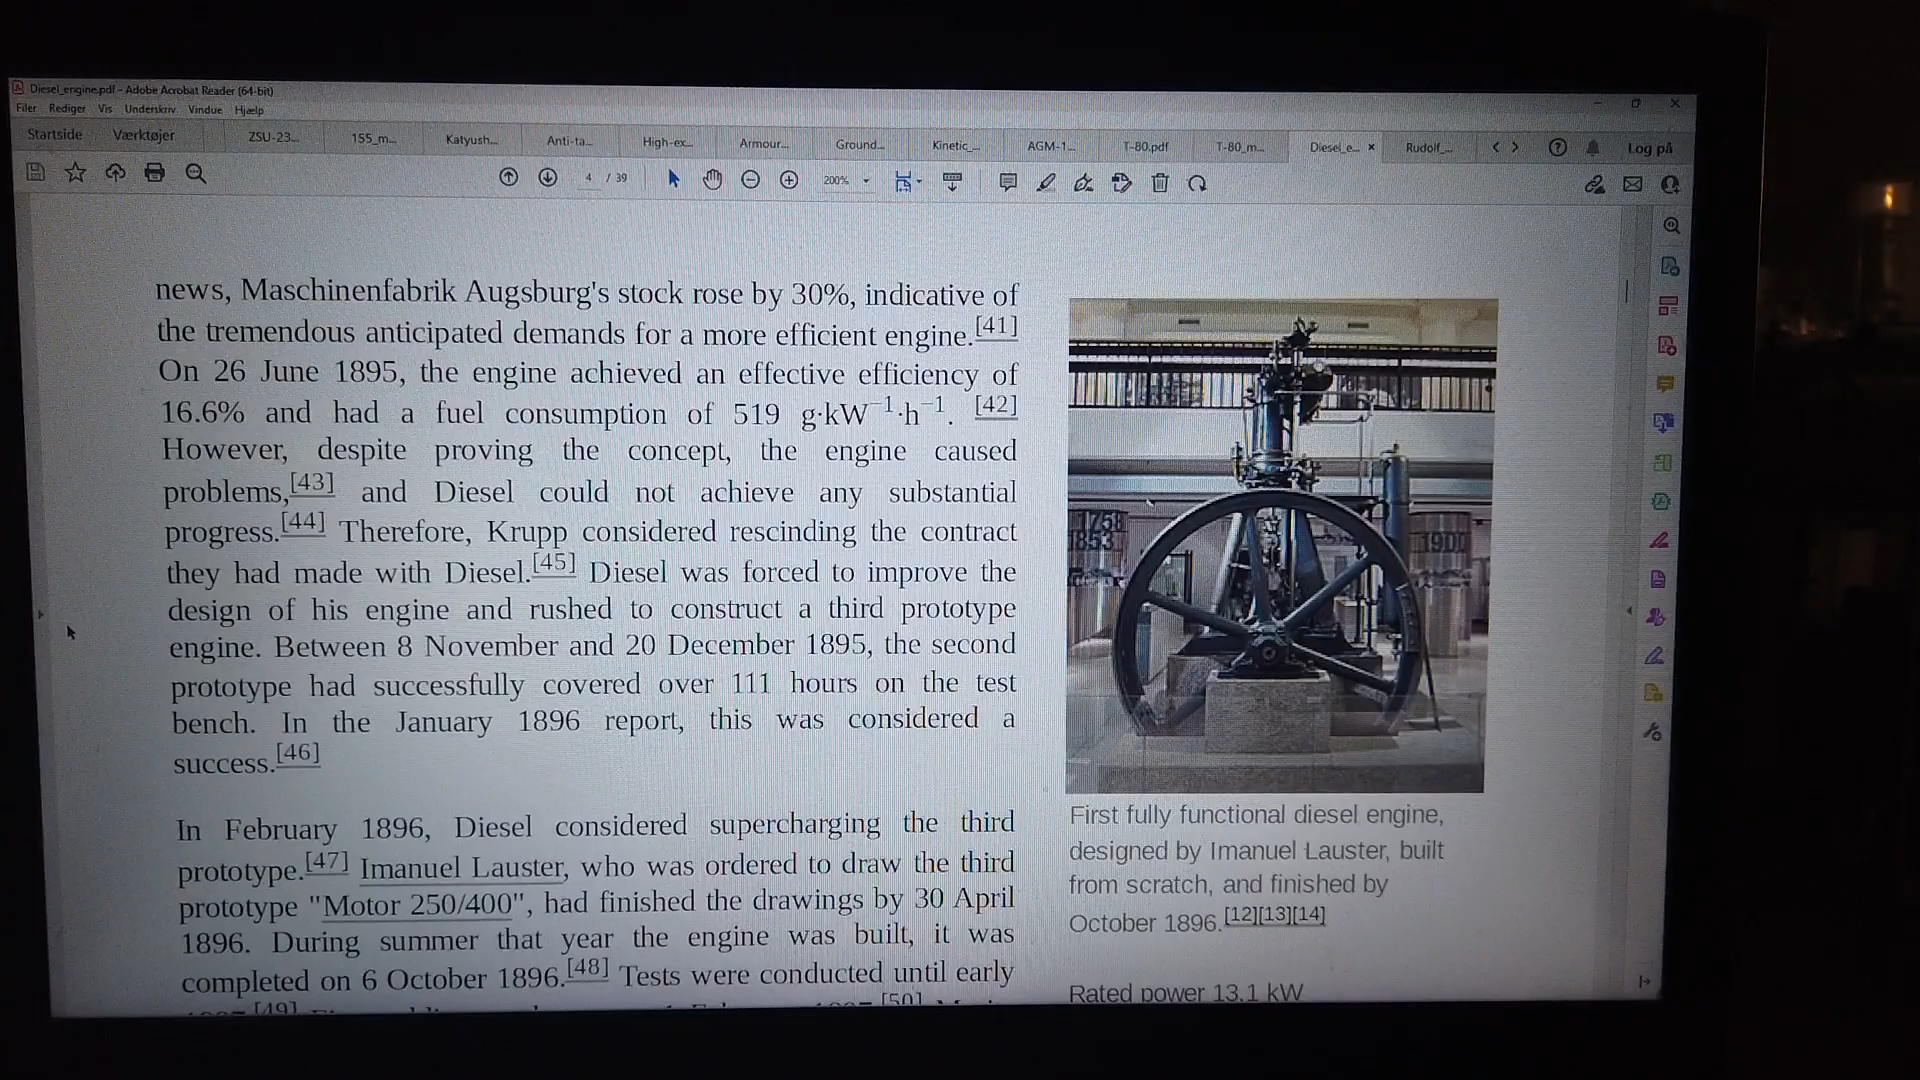 Diesel_engine.pdf - Adobe Acrobat Reader (64-bit)
Filer Rediger Vis Underskriv Vindue Hjælp
Startside Værktøjer ZSU-23... 155_m... Katyush... Anti-ta... High-ex... Armour... Ground... Kinetic_... AGM-1... T-80.pdf T-80_m... Diesel_e... × Rudolf_... Log på
4 / 39 200%
news, Maschinenfabrik Augsburg's stock rose by 30%, indicative of
the tremendous anticipated demands for a more efficient engine.[41]
On 26 June 1895, the engine achieved an effective efficiency of
16.6% and had a fuel consumption of 519 g·kW⁻¹·h⁻¹. [42]
However, despite proving the concept, the engine caused
problems,[43] and Diesel could not achieve any substantial
progress.[44] Therefore, Krupp considered rescinding the contract
they had made with Diesel.[45] Diesel was forced to improve the
design of his engine and rushed to construct a third prototype
engine. Between 8 November and 20 December 1895, the second
prototype had successfully covered over 111 hours on the test
bench. In the January 1896 report, this was considered a
success.[46]
In February 1896, Diesel considered supercharging the third
prototype.[47] Imanuel Lauster, who was ordered to draw the third
prototype "Motor 250/400", had finished the drawings by 30 April
1896. During summer that year the engine was built, it was
completed on 6 October 1896.[48] Tests were conducted until early
[49] [50]
1758
1853
1900
First fully functional diesel engine,
designed by Imanuel Lauster, built
from scratch, and finished by
October 1896.[12][13][14]
Rated power 13.1 kW